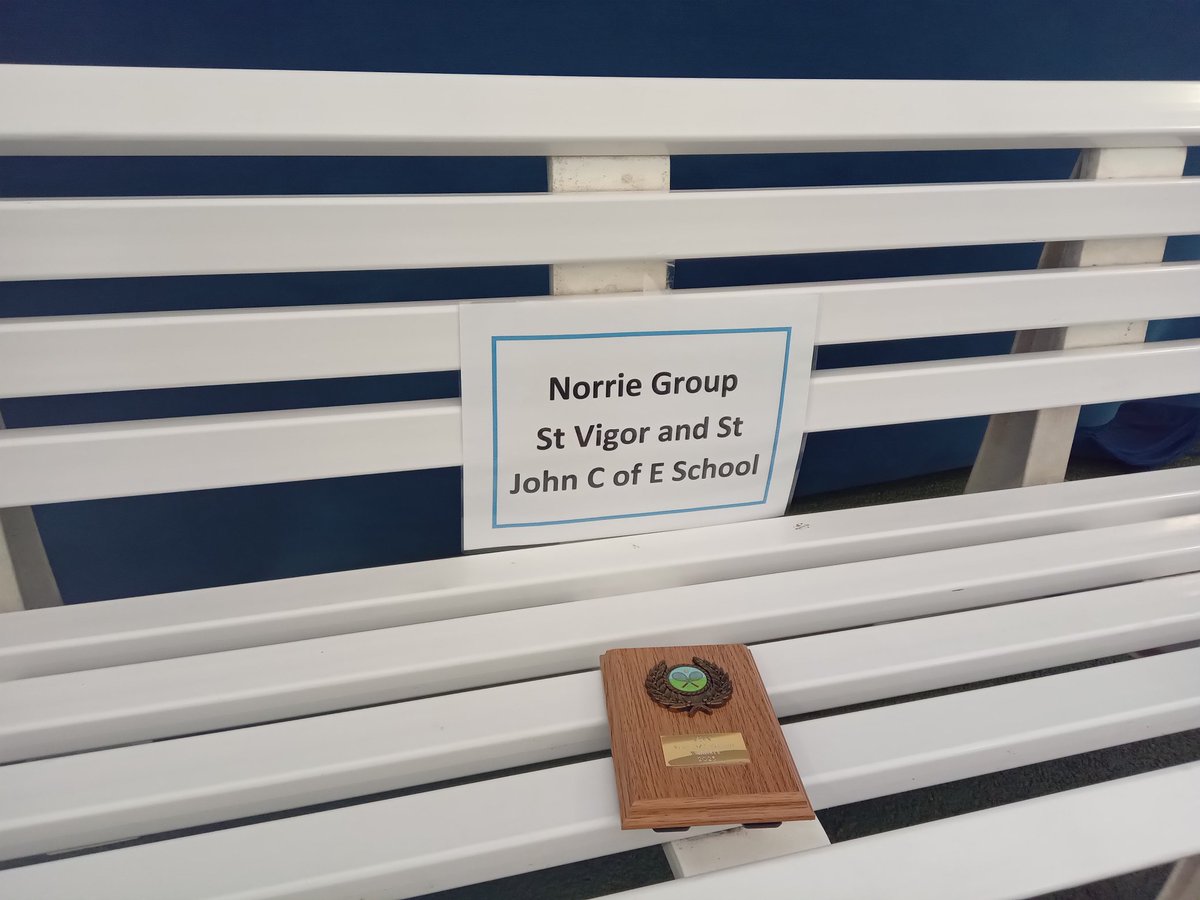 Norrie Group
St Vigor and St
John C of E School